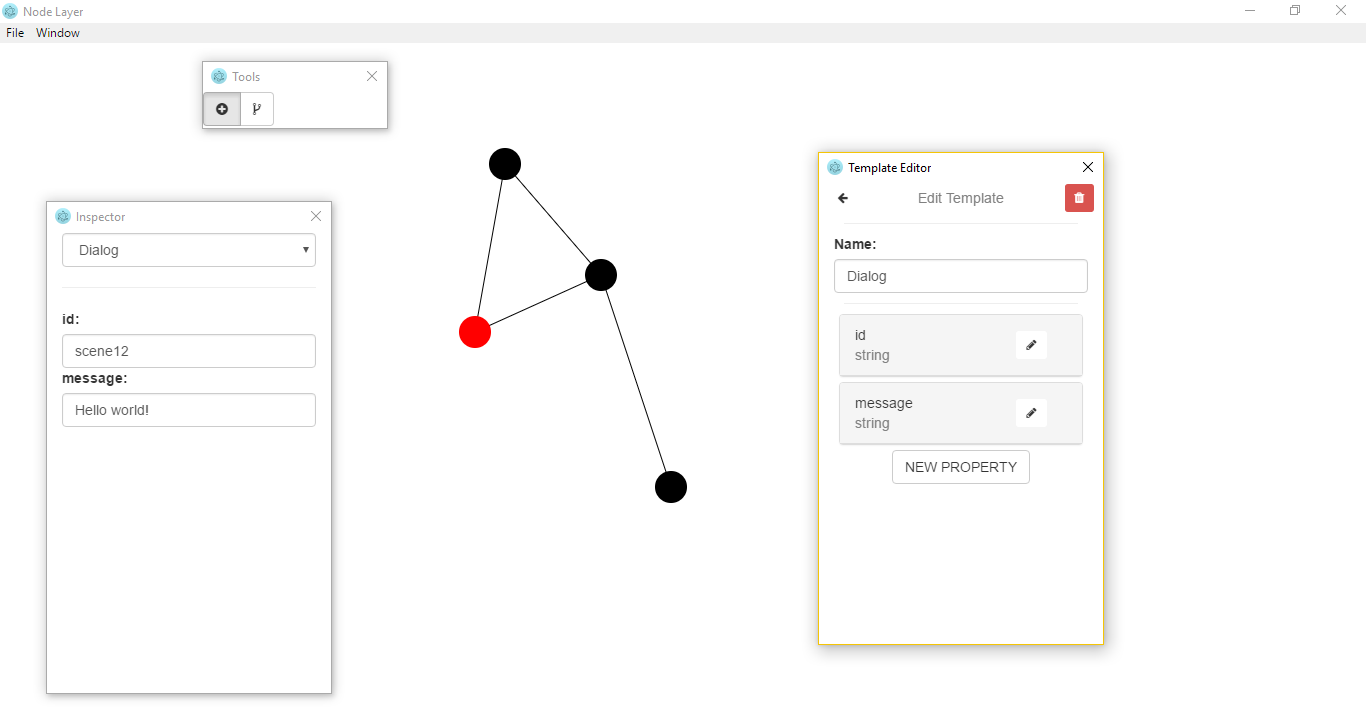 Node Layer
File Window
Tools
Inspector
Dialog
id:
scene12
message:
Hello world!
Template Editor
Edit Template
Name:
Dialog
id
string
message
string
NEW PROPERTY